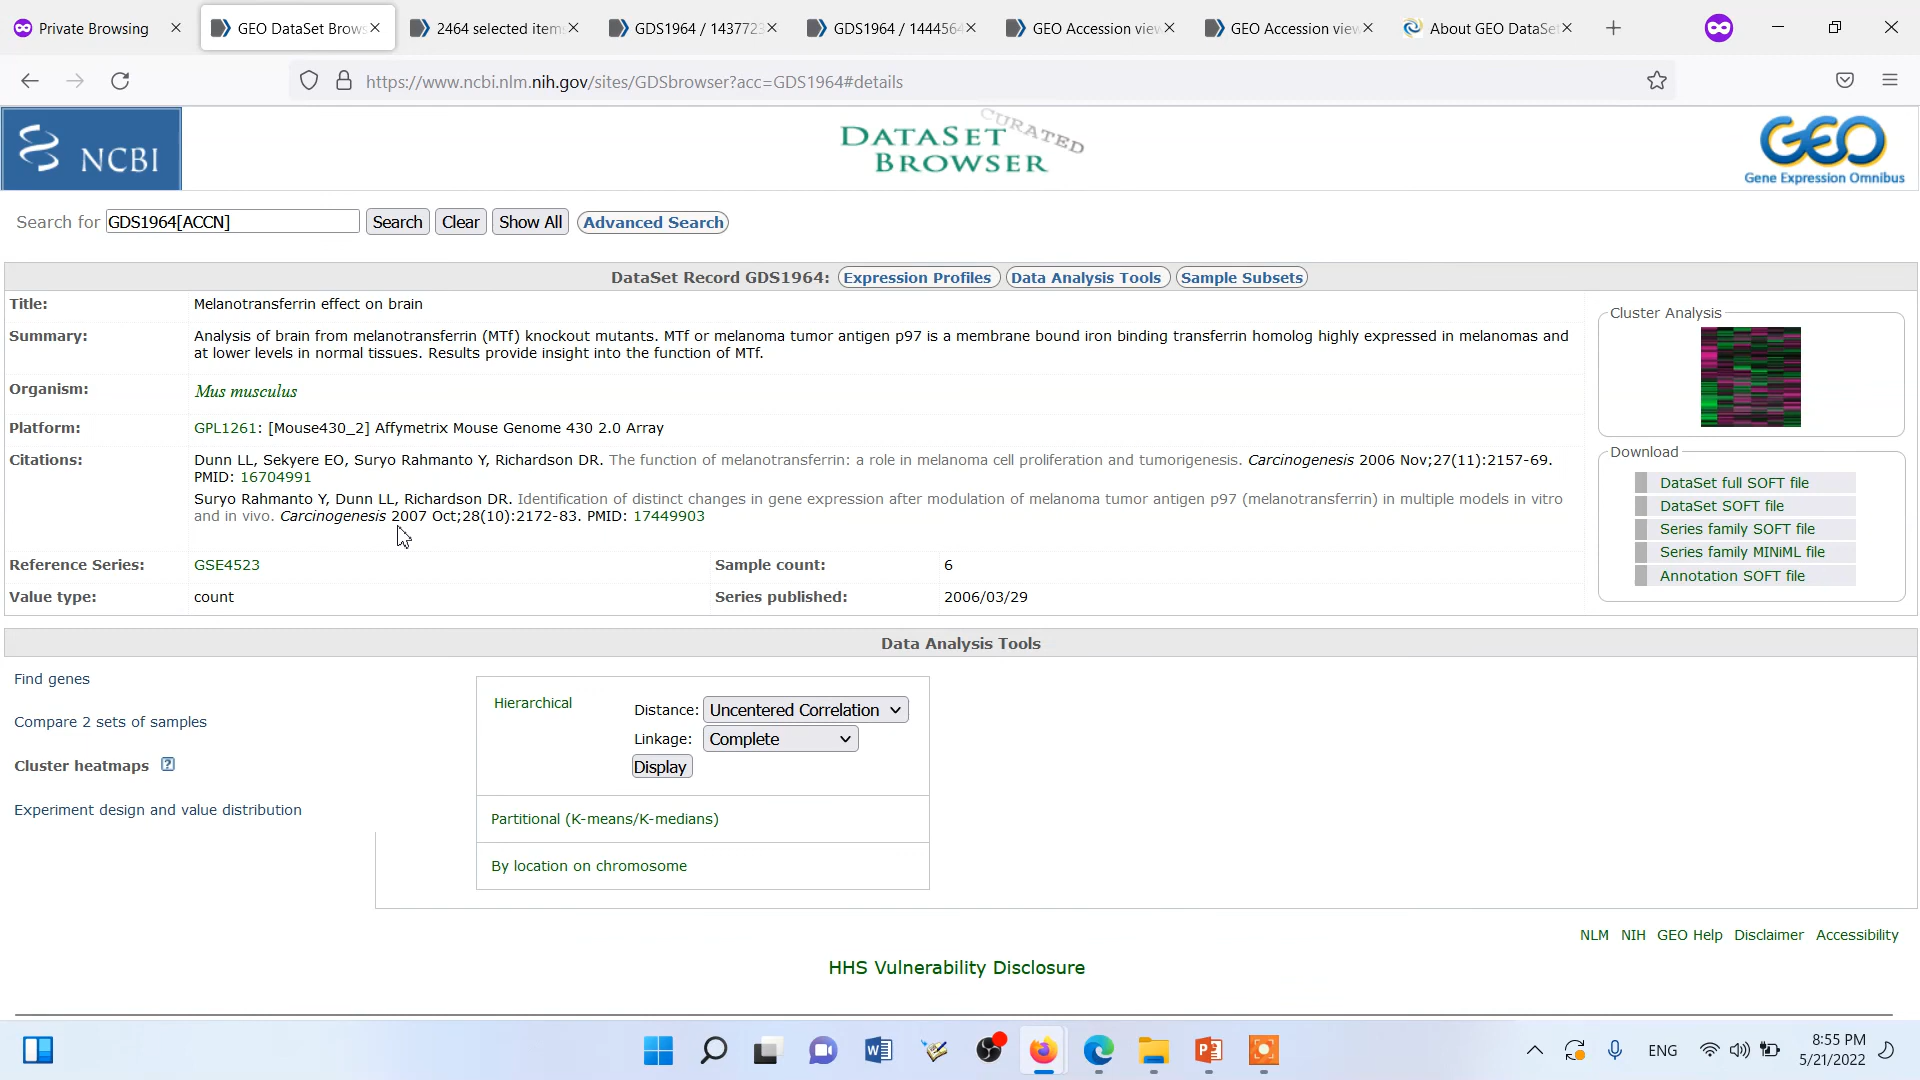 Private Browsing
GEO DataSet Brows
2464 selected item
GDS1964 / 143772
GDS1964 / 144456
GEO Accession view
GEO Accession view
About GEO DataSet
https://www.ncbi.nlm.nih.gov/sites/GDSbrowser?acc=GDS1964#details
NCBI
DATASET BROWSER
CURATED
GEO
Gene Expression Omnibus
Search for GDS1964[ACCN] Search Clear Show All Advanced Search
DataSet Record GDS1964: Expression Profiles Data Analysis Tools Sample Subsets
Title: Melanotransferrin effect on brain
Summary: Analysis of brain from melanotransferrin (MTf) knockout mutants. MTf or melanoma tumor antigen p97 is a membrane bound iron binding transferrin homolog highly expressed in melanomas and
at lower levels in normal tissues. Results provide insight into the function of MTf.
Organism: Mus musculus
Platform: GPL1261: [Mouse430_2] Affymetrix Mouse Genome 430 2.0 Array
Citations: Dunn LL, Sekyere EO, Suryo Rahmanto Y, Richardson DR. The function of melanotransferrin: a role in melanoma cell proliferation and tumorigenesis. Carcinogenesis 2006 Nov;27(11):2157-69.
PMID: 16704991
Suryo Rahmanto Y, Dunn LL, Richardson DR. Identification of distinct changes in gene expression after modulation of melanoma tumor antigen p97 (melanotransferrin) in multiple models in vitro
and in vivo. Carcinogenesis 2007 Oct;28(10):2172-83. PMID: 17449903
Reference Series: GSE4523 Sample count: 6
Value type: count Series published: 2006/03/29
Cluster Analysis
Download
DataSet full SOFT file
DataSet SOFT file
Series family SOFT file
Series family MINiML file
Annotation SOFT file
Data Analysis Tools
Find genes
Compare 2 sets of samples
Cluster heatmaps ?
Experiment design and value distribution
Hierarchical
Distance: Uncentered Correlation
Linkage: Complete
Display
Partitional (K-means/K-medians)
By location on chromosome
NLM NIH GEO Help Disclaimer Accessibility
HHS Vulnerability Disclosure
ENG
8:55 PM
5/21/2022